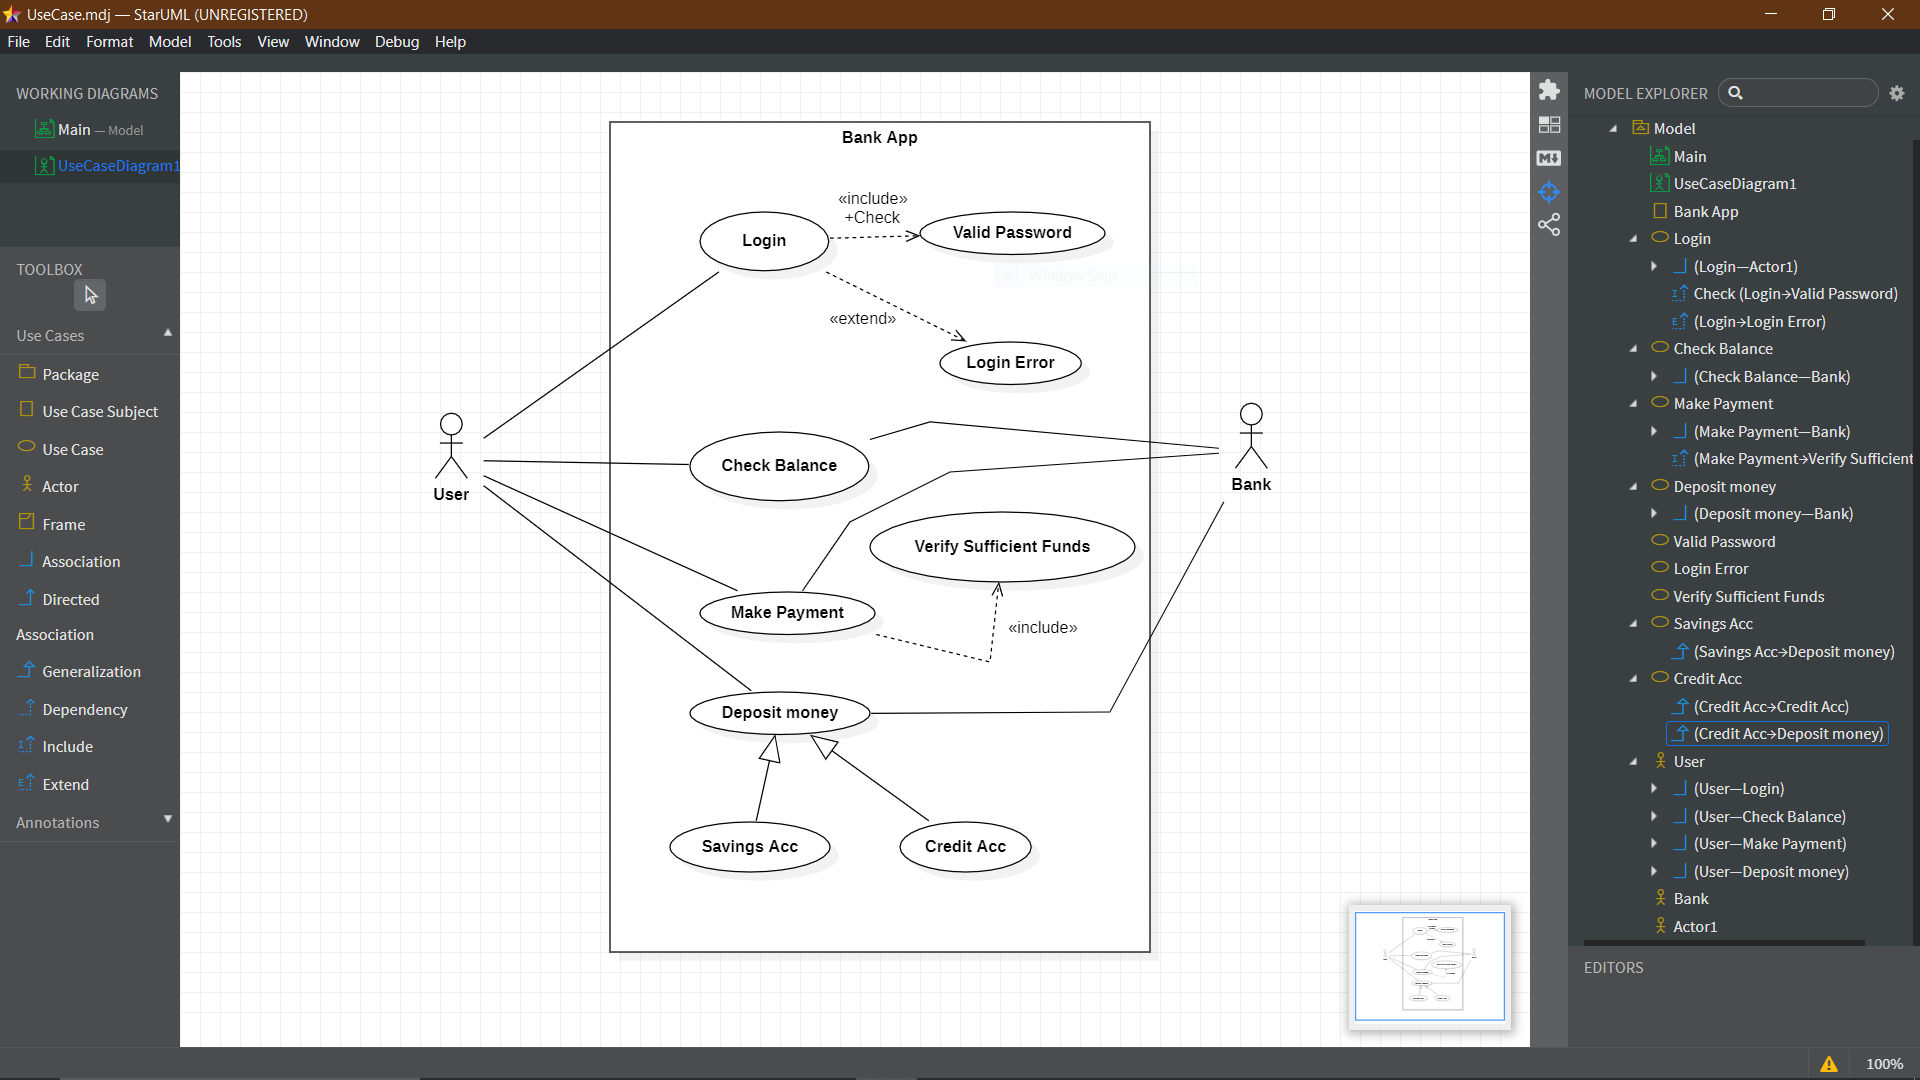 UseCase.mdj — StarUML (UNREGISTERED)
File Edit Format Model Tools View Window Debug Help
WORKING DIAGRAMS
Main — Model
UseCaseDiagram1
TOOLBOX
Use Cases
Package
Use Case Subject
Use Case
Actor
Frame
Association
Directed
Association
Generalization
Dependency
Include
Extend
Annotations
Bank App
«include»
+Check
Login
Valid Password
Window Snip
«extend»
Login Error
User
Check Balance
Bank
Verify Sufficient Funds
Make Payment
«include»
Deposit money
Savings Acc
Credit Acc
MODEL EXPLORER
Model
Main
UseCaseDiagram1
Bank App
Login
(Login—Actor1)
Check (Login→Valid Password)
(Login→Login Error)
Check Balance
(Check Balance—Bank)
Make Payment
(Make Payment—Bank)
(Make Payment→Verify Sufficient
Deposit money
(Deposit money—Bank)
Valid Password
Login Error
Verify Sufficient Funds
Savings Acc
(Savings Acc→Deposit money)
Credit Acc
(Credit Acc→Credit Acc)
(Credit Acc→Deposit money)
User
(User—Login)
(User—Check Balance)
(User—Make Payment)
(User—Deposit money)
Bank
Actor1
EDITORS
100%